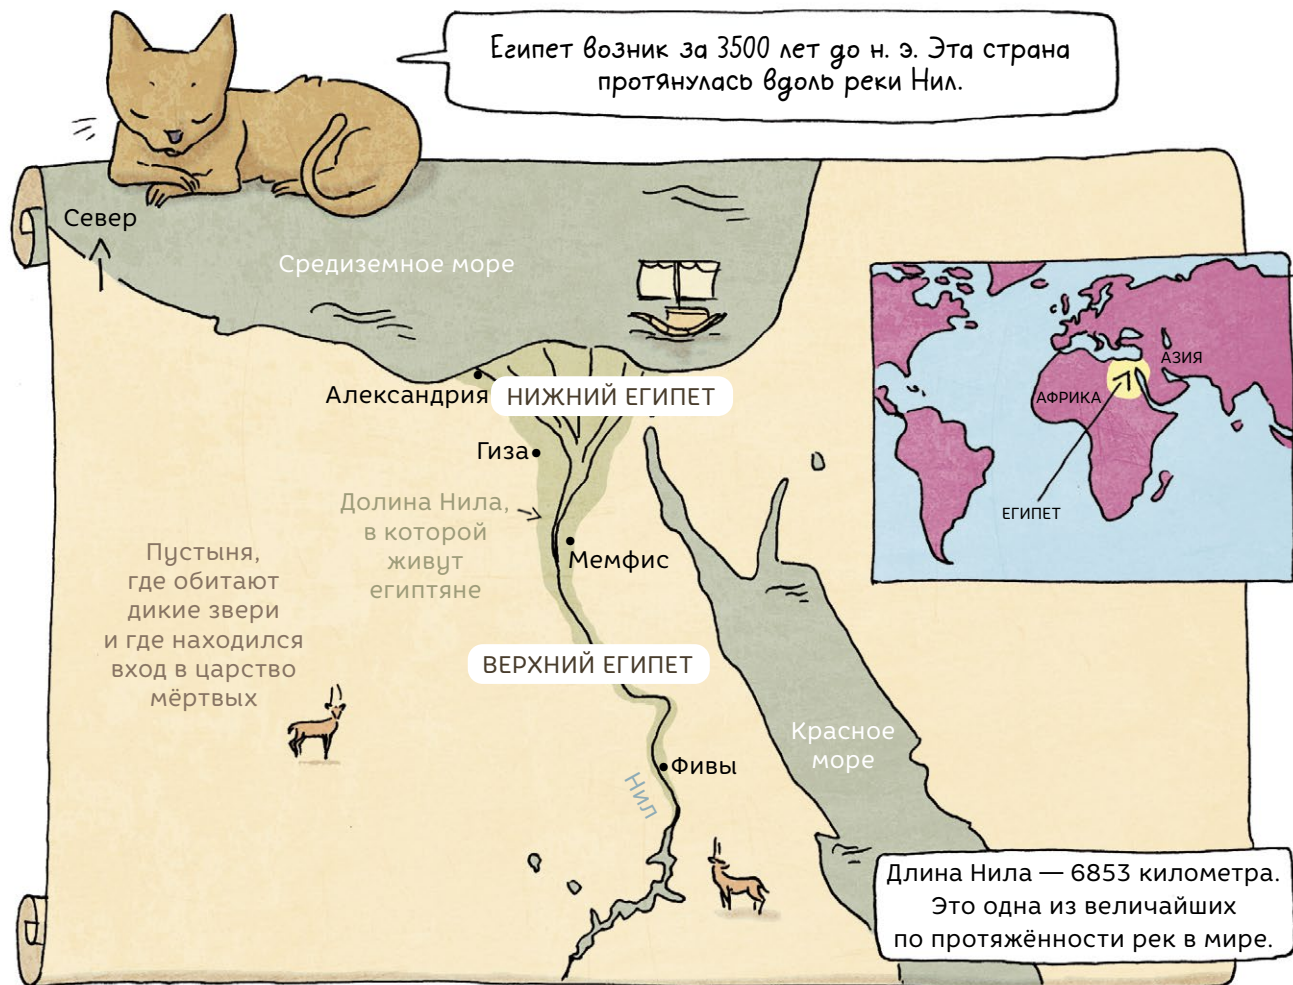 Египет возник за 3500 лет до н. э. Эта страна
протянулась вдоль реки Нил.
Север
Средиземное море
Александрия
НИЖНИЙ ЕГИПЕТ
Гиза
Долина Нила,
в которой
живут
египтяне
Мемфис
Пустыня,
где обитают
дикие звери
и где находился
вход в царство
мёртвых
ВЕРХНИЙ ЕГИПЕТ
Красное
море
Фивы
Нил
АЗИЯ
АФРИКА
ЕГИПЕТ
Длина Нила — 6853 километра.
Это одна из величайших
по протяжённости рек в мире.